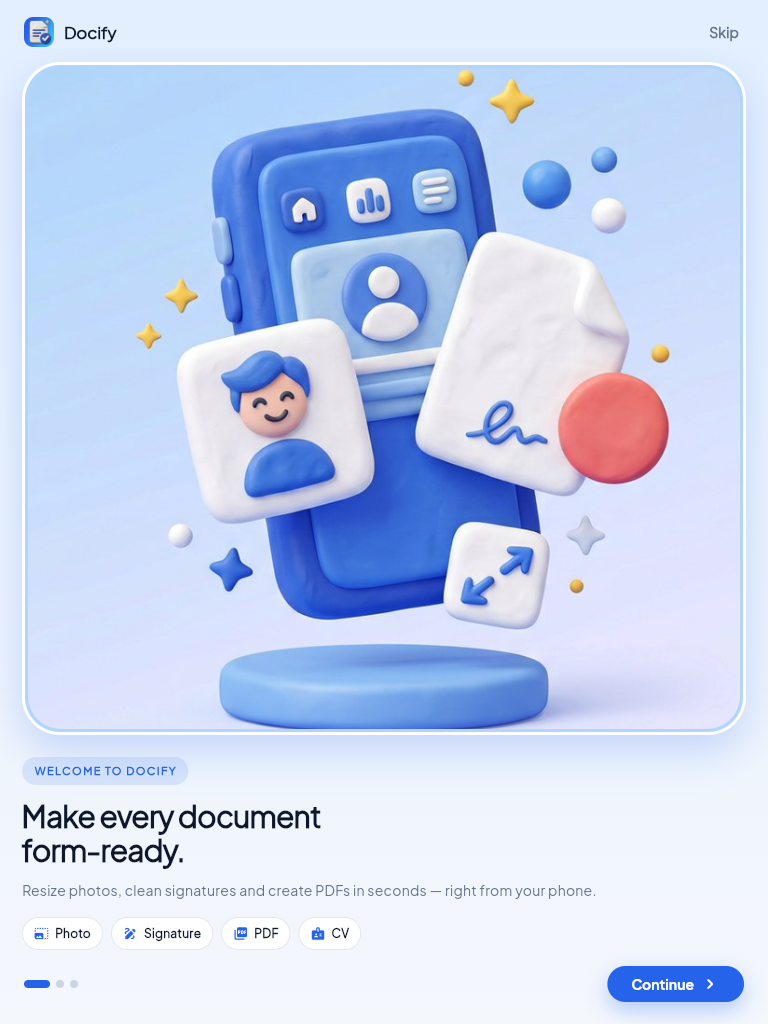 Docify
Skip
WELCOME TO DOCIFY
Make every document
form-ready.
Resize photos, clean signatures and create PDFs in seconds — right from your phone.
Photo
Signature
PDF
CV
Continue